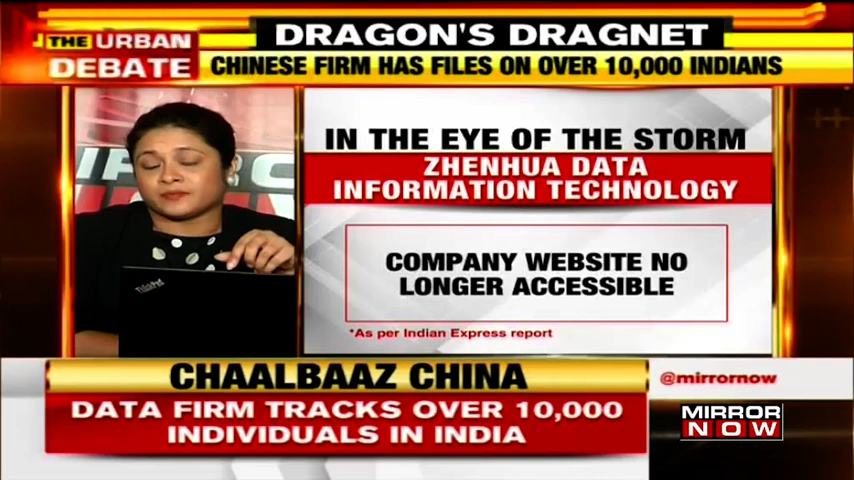 THE URBAN
DEBATE
DRAGON'S DRAGNET
CHINESE FIRM HAS FILES ON OVER 10,000 INDIANS
IN THE EYE OF THE STORM
ZHENHUA DATA
INFORMATION TECHNOLOGY
COMPANY WEBSITE NO
LONGER ACCESSIBLE
*As per Indian Express report
ThinkPad
CHAALBAAZ CHINA
DATA FIRM TRACKS OVER 10,000
INDIVIDUALS IN INDIA
@mirrornow
MIRROR
NOW